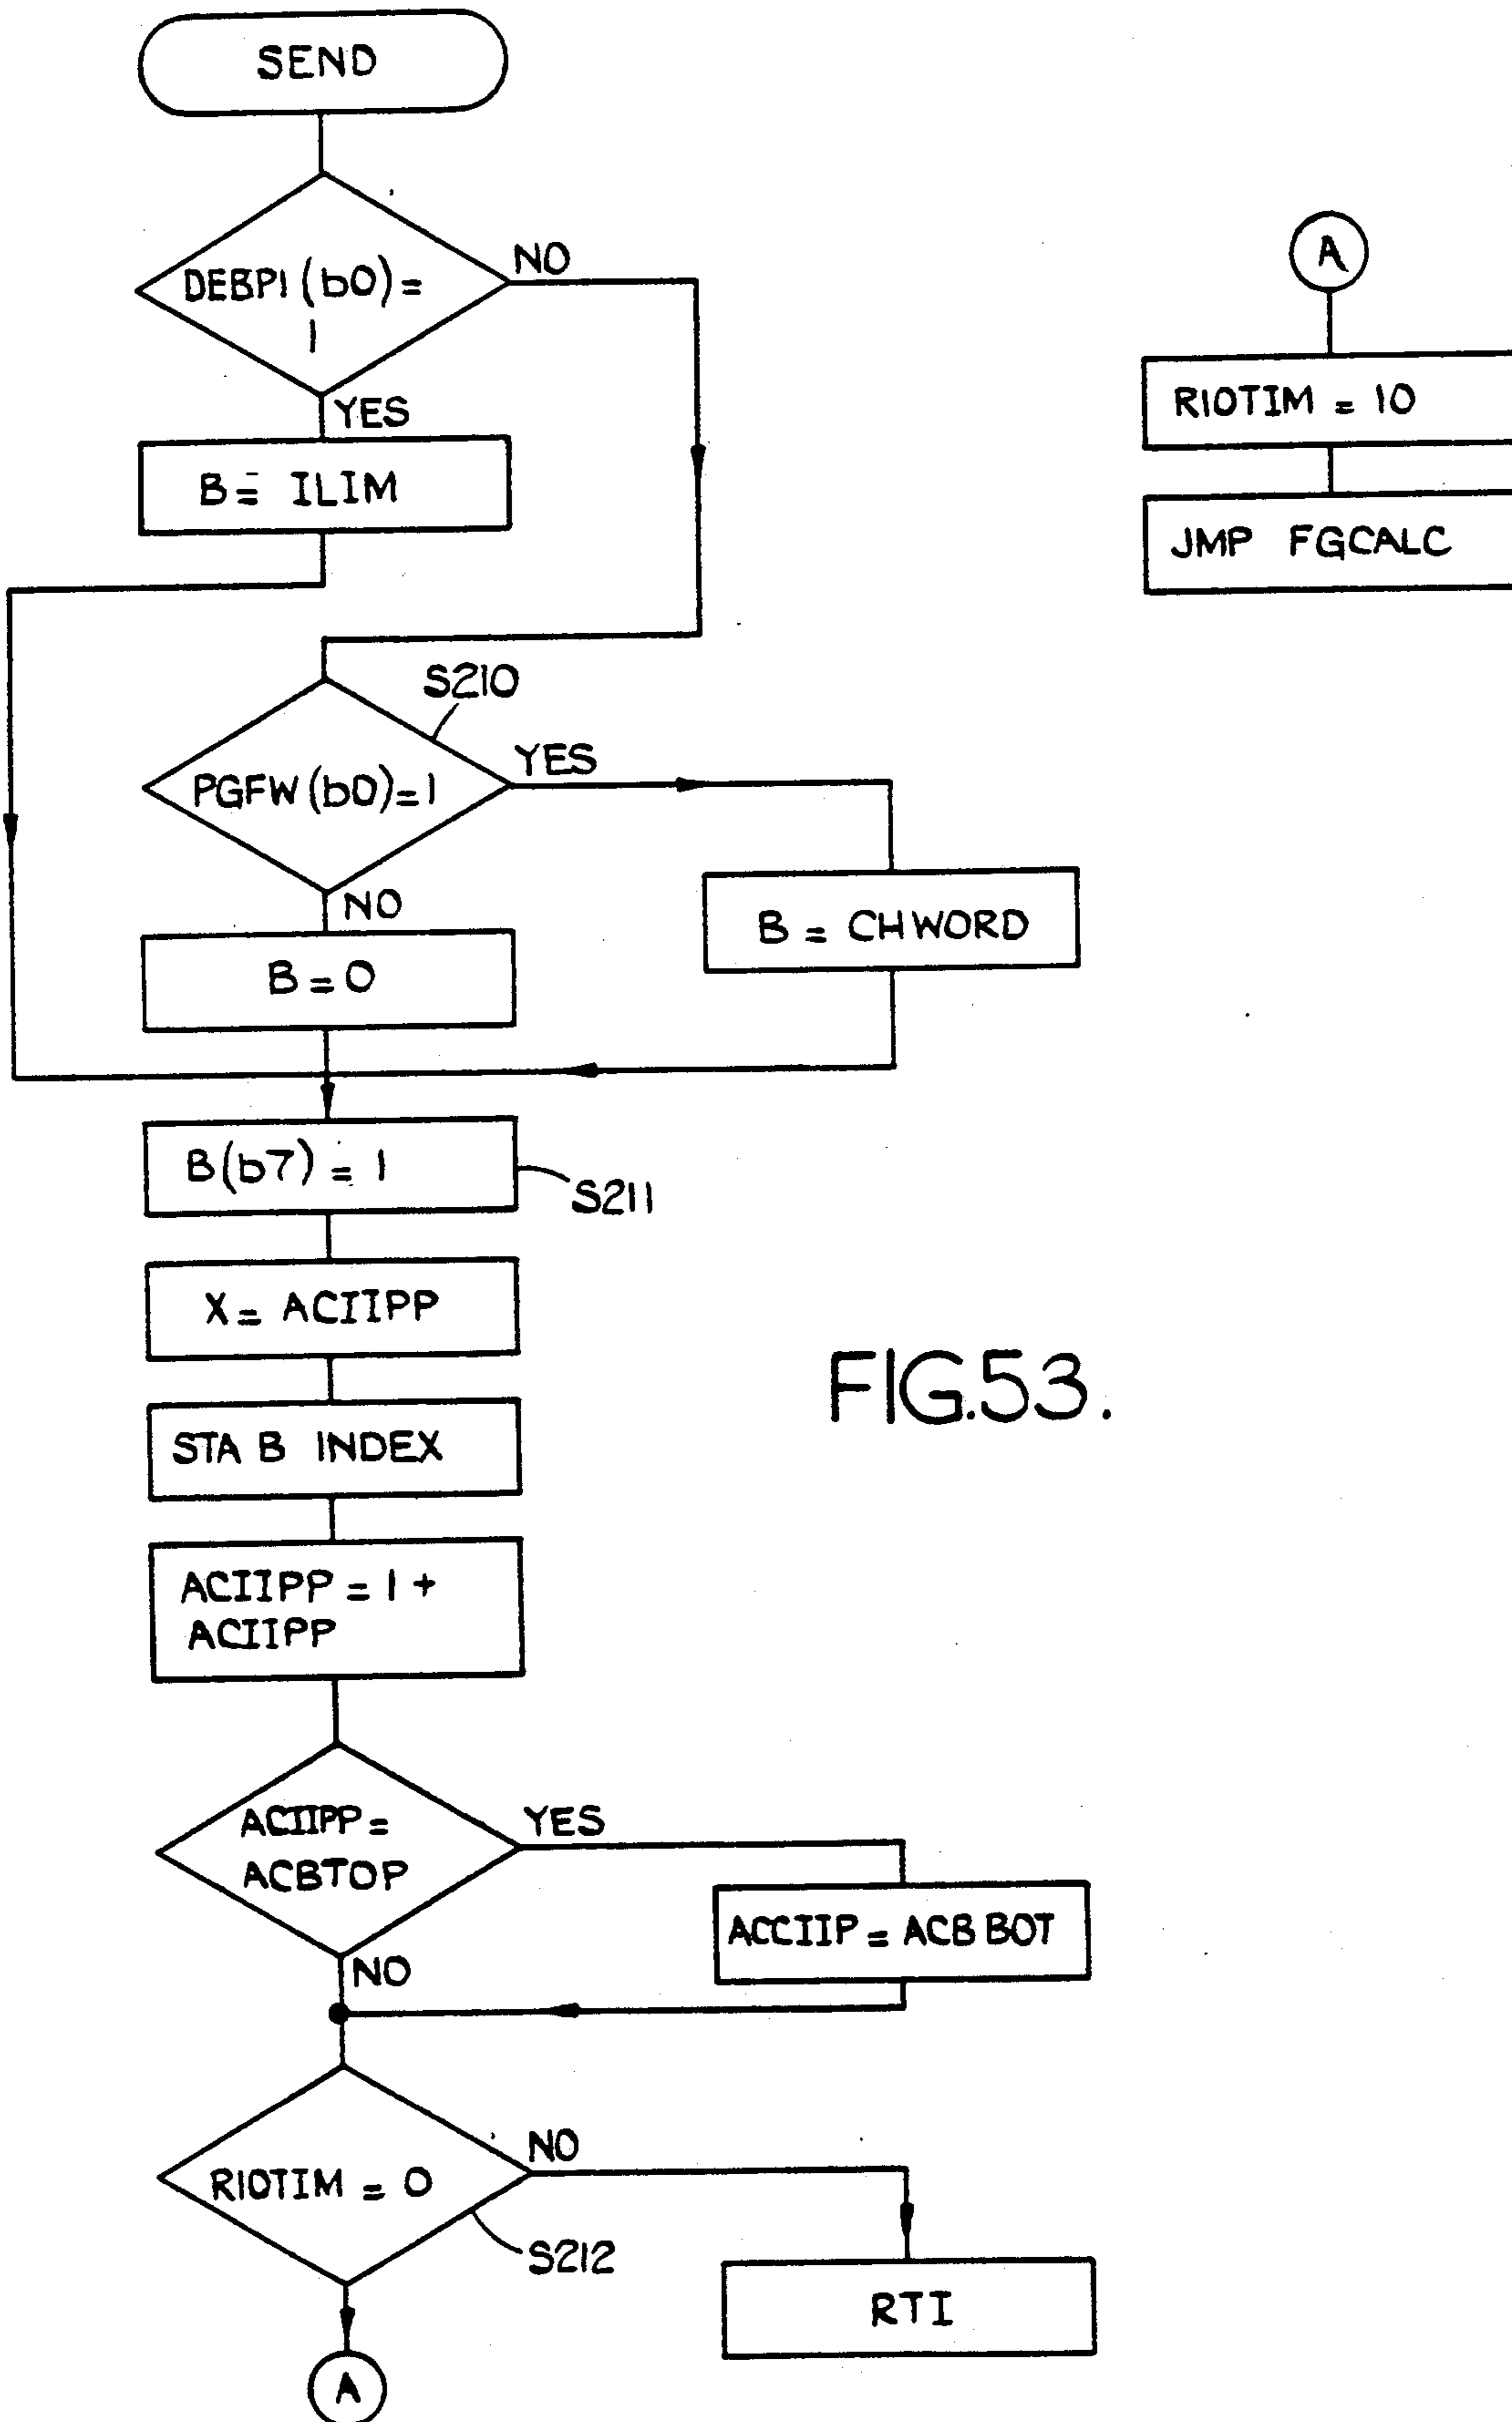 SEND
DEBPI (b0) =
1
NO
YES
B = ILIM
S210
PGFW (b0) = 1
YES
NO
B = CHWORD
B = 0
B(b7) = 1
S211
X = ACIIPP
STA B INDEX
ACIIPP = 1 +
ACIIPP
ACIIPP =
ACBTOP
YES
ACCIIP = ACB BOT
NO
RIOTIM = 0
NO
S212
RTI
A
A
RIOTIM = 10
JMP FGCALC
FIG.53.